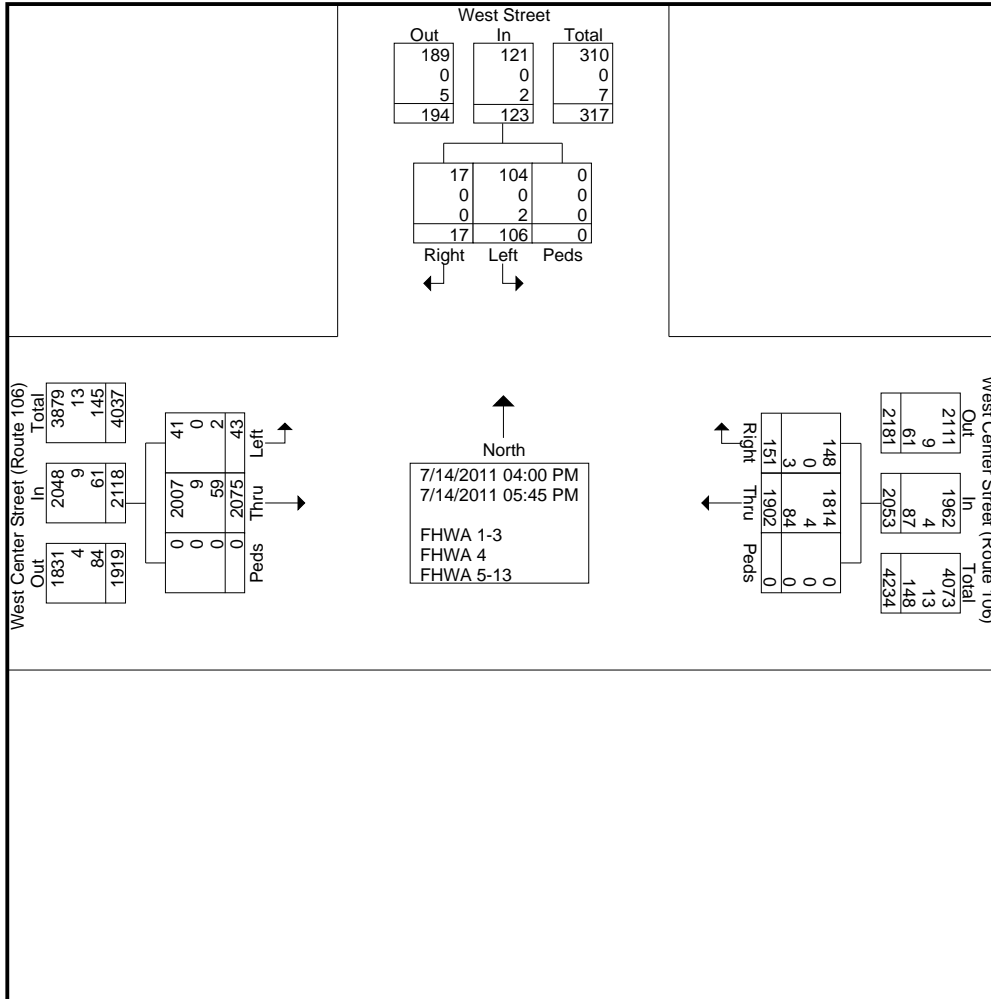 West Street
Out In Total
189 121 310
0 0 0
5 2 7
194 123 317
17 104 0
0 0 0
0 2 0
17 106 0
Right Left Peds
West Center Street (Route 106)
Total
3879
13
145
4037
In
2048
9
61
2118
Out
1831
4
84
1919
Left
41
0
2
43
Thru
2007
9
59
2075
Peds
0
0
0
0
North
7/14/2011 04:00 PM
7/14/2011 05:45 PM
FHWA 1-3
FHWA 4
FHWA 5-13
Right
148
0
3
151
Thru
1814
4
84
1902
Peds
0
0
0
0
West Center Street (Route 106)
Out
2111
9
61
2181
In
1962
4
87
2053
Total
4073
13
148
4234